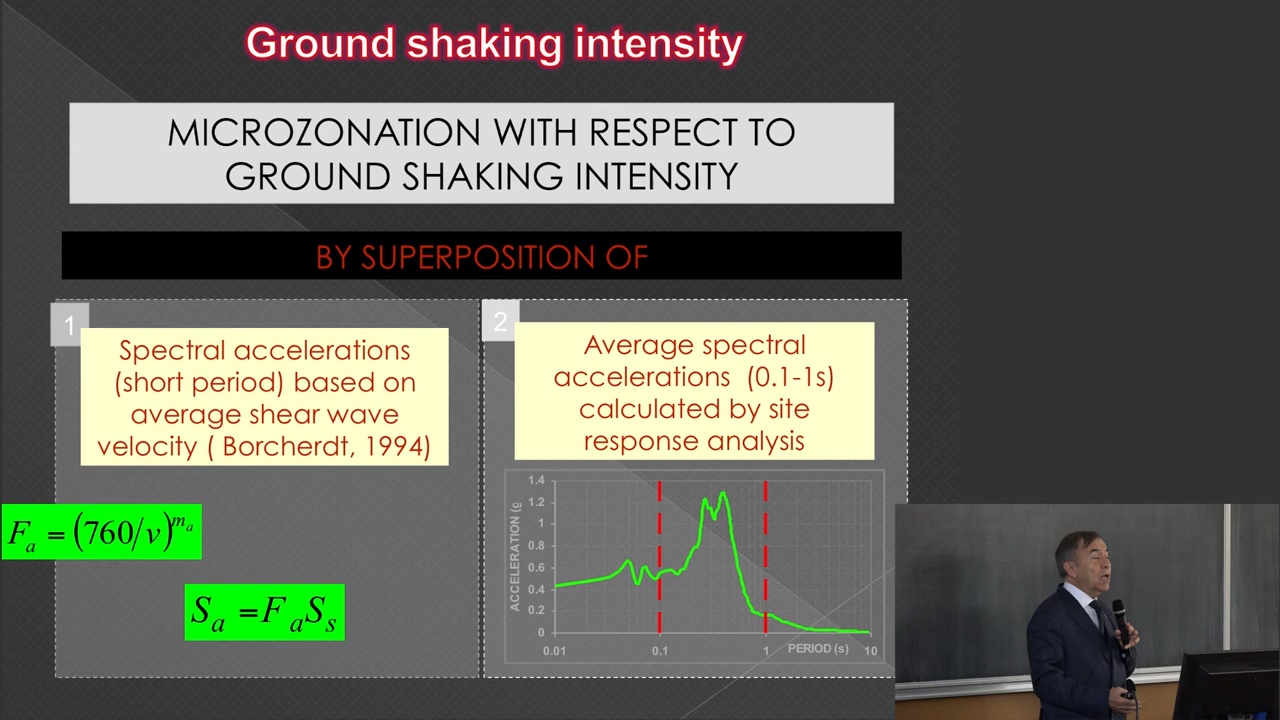 Ground shaking intensity
MICROZONATION WITH RESPECT TO
GROUND SHAKING INTENSITY
BY SUPERPOSITION OF
1
Spectral accelerations
(short period) based on
average shear wave
velocity ( Borcherdt, 1994)
F_a = (760/v)^{m_a}
S_a = F_a S_s
2
Average spectral
accelerations (0.1-1s)
calculated by site
response analysis
ACCELERATION (g
1.4
1.2
1
0.8
0.6
0.4
0.2
0
0.01
0.1
1
10
PERIOD (s)